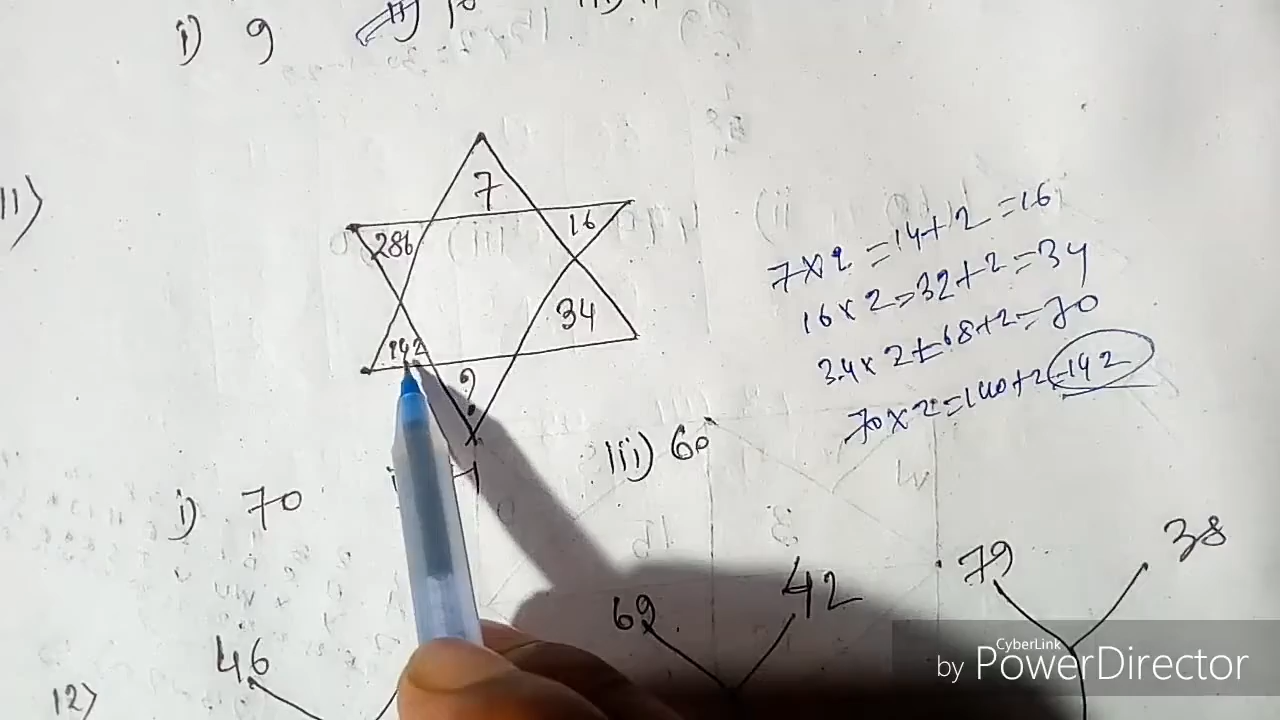 i) 9
11)
7
286
16
34
142
?
7 × 2 = 14 + 2 = 16
16 × 2 = 32 + 2 = 34
34 × 2 = 68 + 2 = 70
70 × 2 = 140 + 2 = 142
i) 70
iii) 60
12)
46
69
42
79
38
CyberLink
by PowerDirector